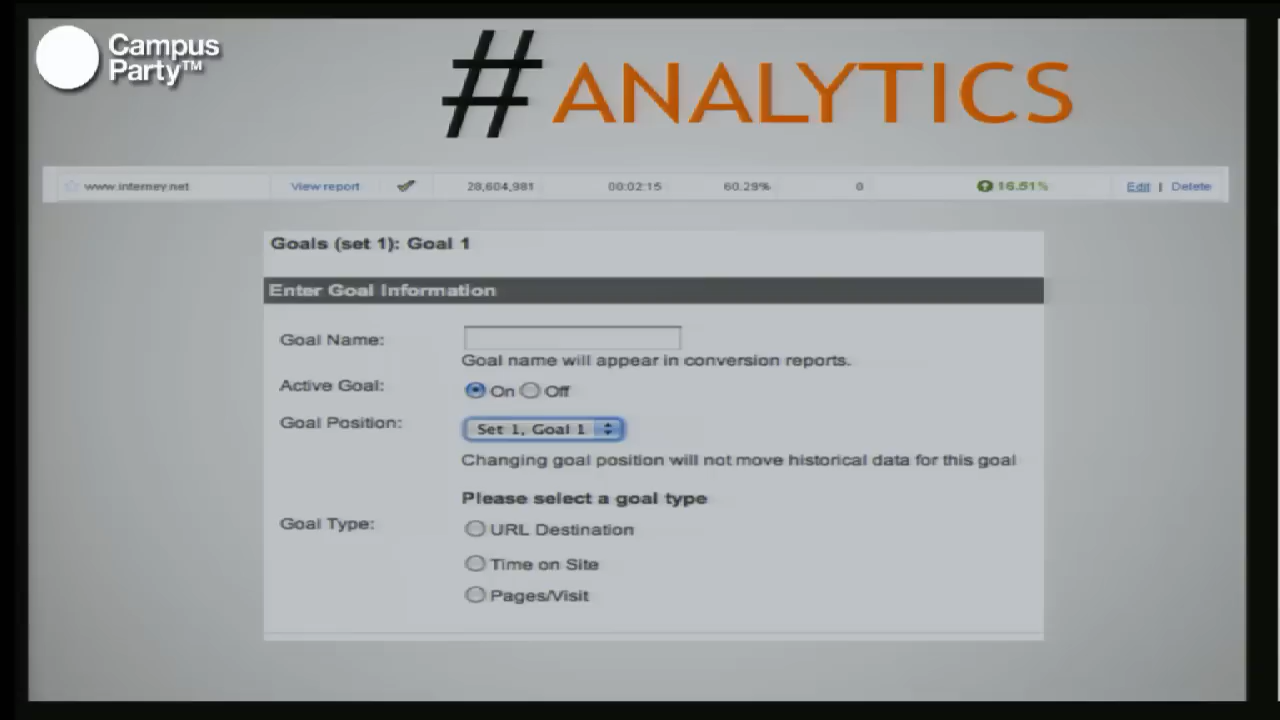 Campus
Party™
#ANALYTICS
www.interney.net View report 28,604,981 00:02:15 60.29% 0 16.51% Edit | Delete
Goals (set 1): Goal 1
Enter Goal Information
Goal Name:
Goal name will appear in conversion reports.
Active Goal: On Off
Goal Position: Set 1, Goal 1
Changing goal position will not move historical data for this goal
Please select a goal type
Goal Type: URL Destination
Time on Site
Pages/Visit